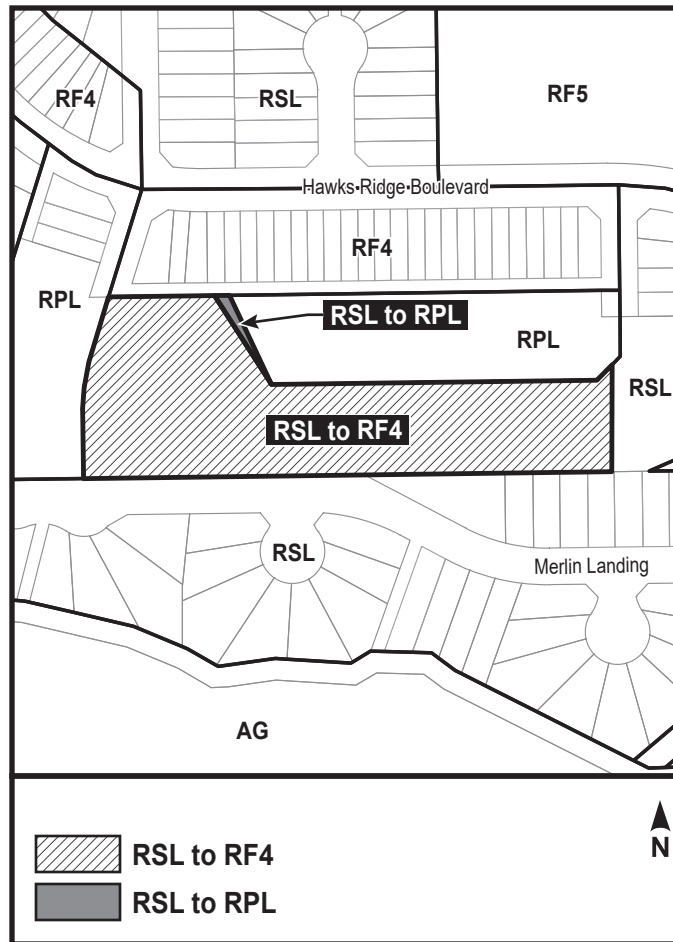 RF4
RSL
RF5
Hawks Ridge Boulevard
RF4
RPL
RSL to RPL
RPL
RSL
RSL to RF4
RSL
Merlin Landing
AG
N
RSL to RF4
RSL to RPL